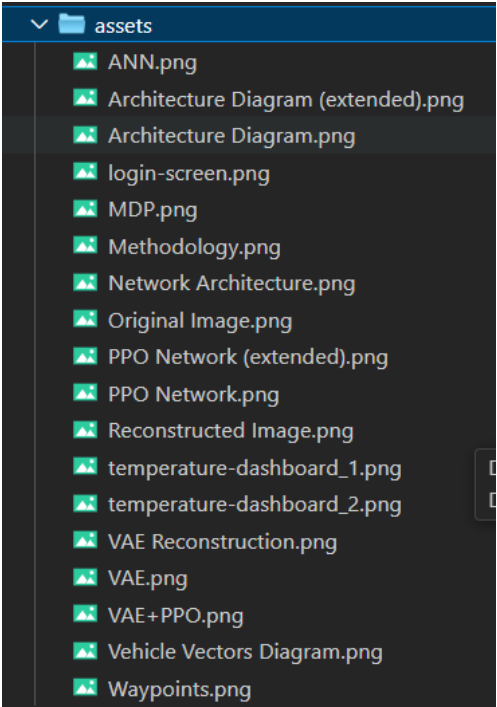 assets
ANN.png
Architecture Diagram (extended).png
Architecture Diagram.png
login-screen.png
MDP.png
Methodology.png
Network Architecture.png
Original Image.png
PPO Network (extended).png
PPO Network.png
Reconstructed Image.png
temperature-dashboard_1.png
temperature-dashboard_2.png
VAE Reconstruction.png
VAE.png
VAE+PPO.png
Vehicle Vectors Diagram.png
Waypoints.png